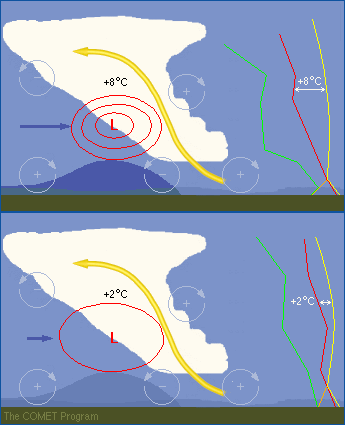 +8°C
+8°C
L
+2°C
+2°C
L
The COMET Program